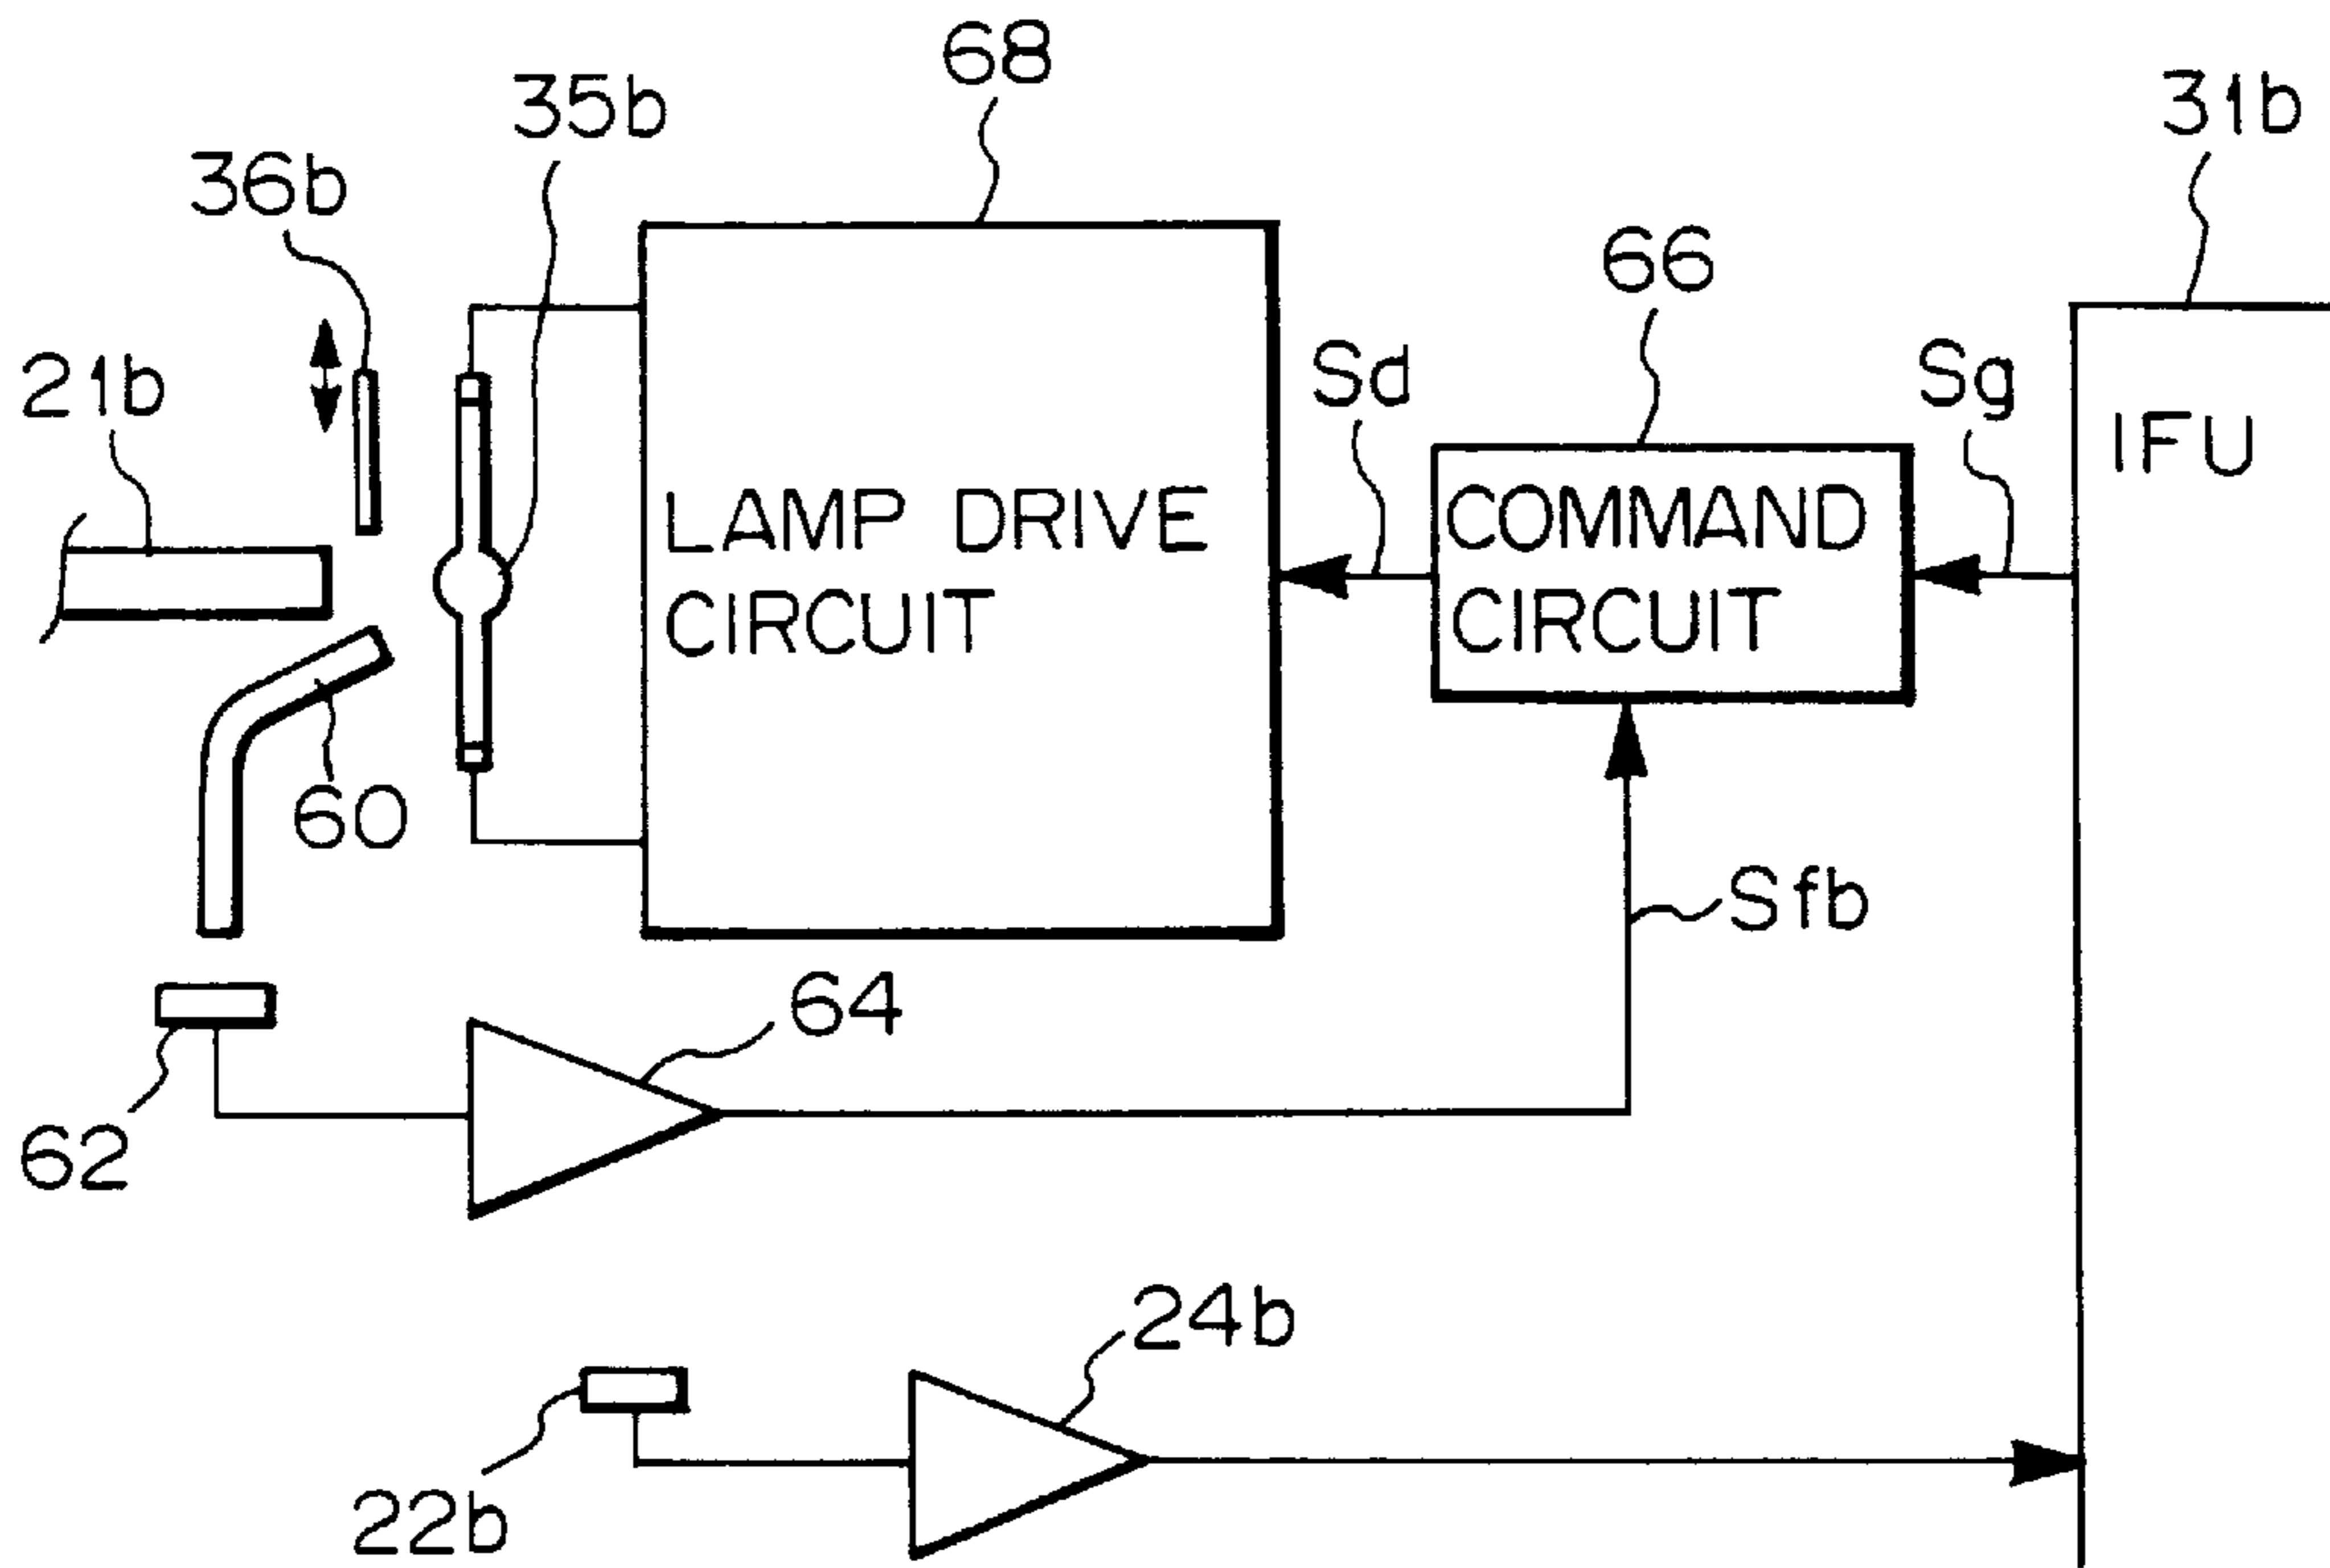 68
35b
31b
36b
66
21b
Sd
Sg
IFU
LAMP DRIVE
CIRCUIT
COMMAND
CIRCUIT
60
Sfb
64
62
24b
22b